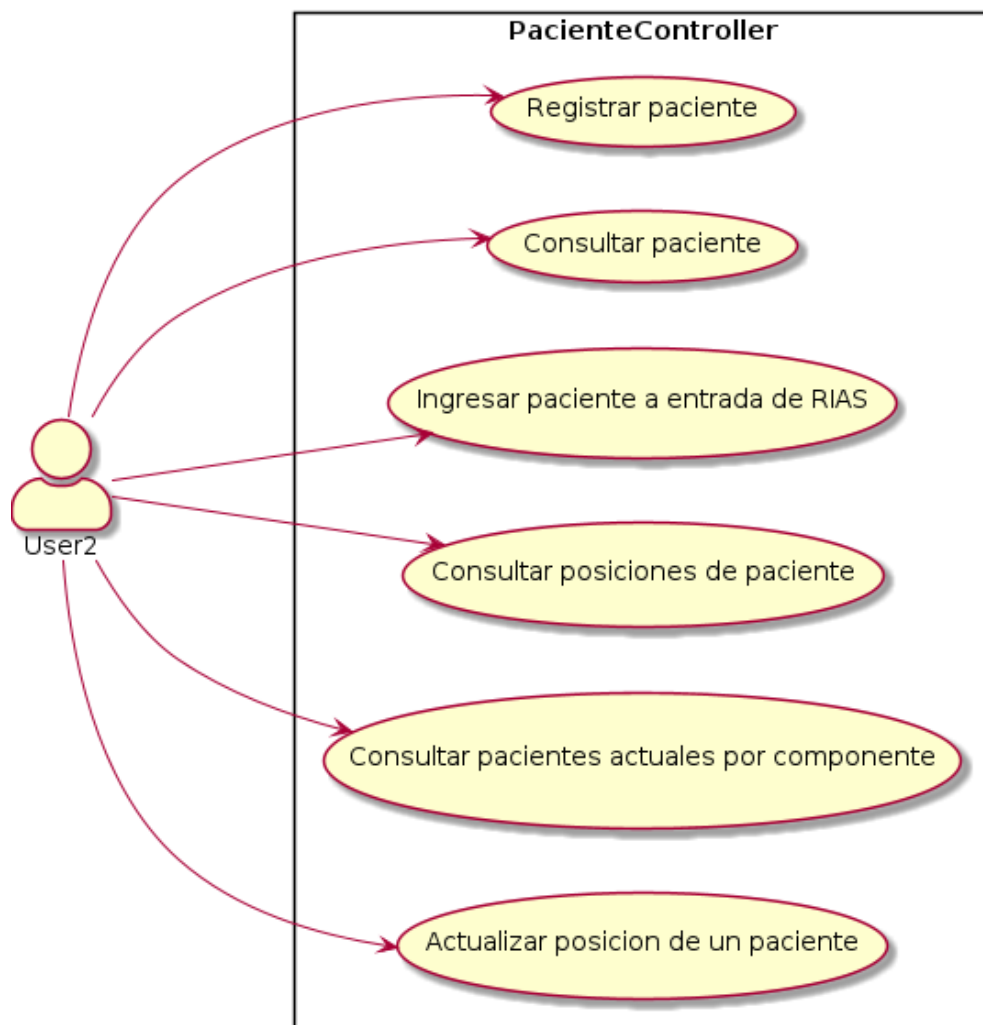 PacienteController
Registrar paciente
Consultar paciente
Ingresar paciente a entrada de RIAS
User2
Consultar posiciones de paciente
Consultar pacientes actuales por componente
Actualizar posicion de un paciente